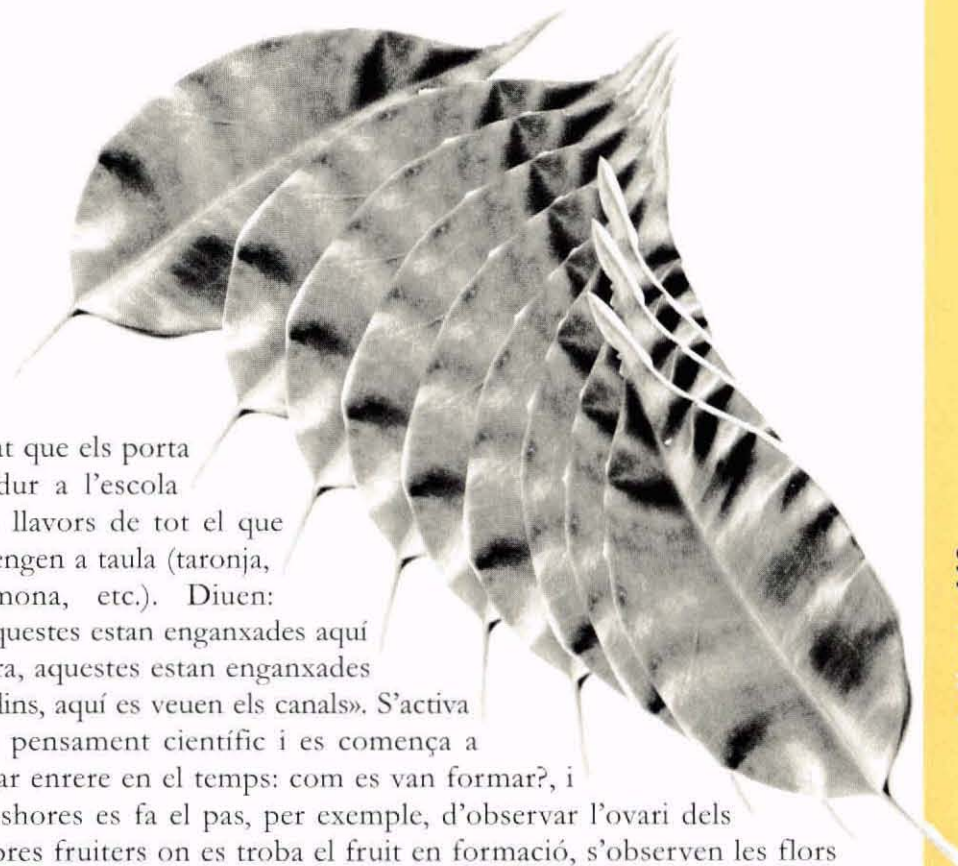 at que els porta
dur a l'escola
llavors de tot el que
engen a taula (taronja,
mona, etc.). Diuen:
questes estan enganxades aquí
ra, aquestes estan enganxades
dins, aquí es veuen els canals». S'activa
pensament científic i es comença a
ar enrere en el temps: com es van formar?, i
shores es fa el pas, per exemple, d'observar l'ovari dels
ores fruiters on es troba el fruit en formació, s'observen les flors